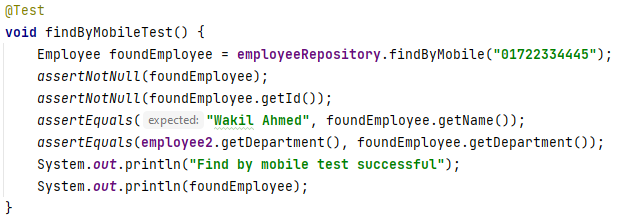 @Test
void findByMobileTest() {
    Employee foundEmployee = employeeRepository.findByMobile("01722334445");
    assertNotNull(foundEmployee);
    assertNotNull(foundEmployee.getId());
    assertEquals( expected: "Wakil Ahmed", foundEmployee.getName());
    assertEquals(employee2.getDepartment(), foundEmployee.getDepartment());
    System.out.println("Find by mobile test successful");
    System.out.println(foundEmployee);
}